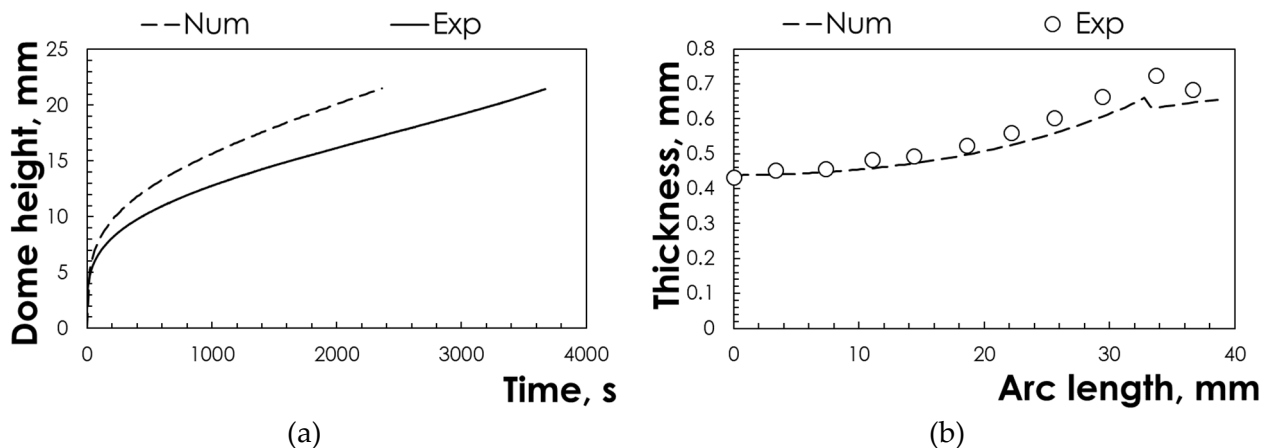 Num Exp
Dome height, mm
25
20
15
10
5
0
0 1000 2000 3000 4000
Time, s
(a)
Num Exp
Thickness, mm
0.8
0.7
0.6
0.5
0.4
0.3
0.2
0.1
0
0 10 20 30 40
Arc length, mm
(b)